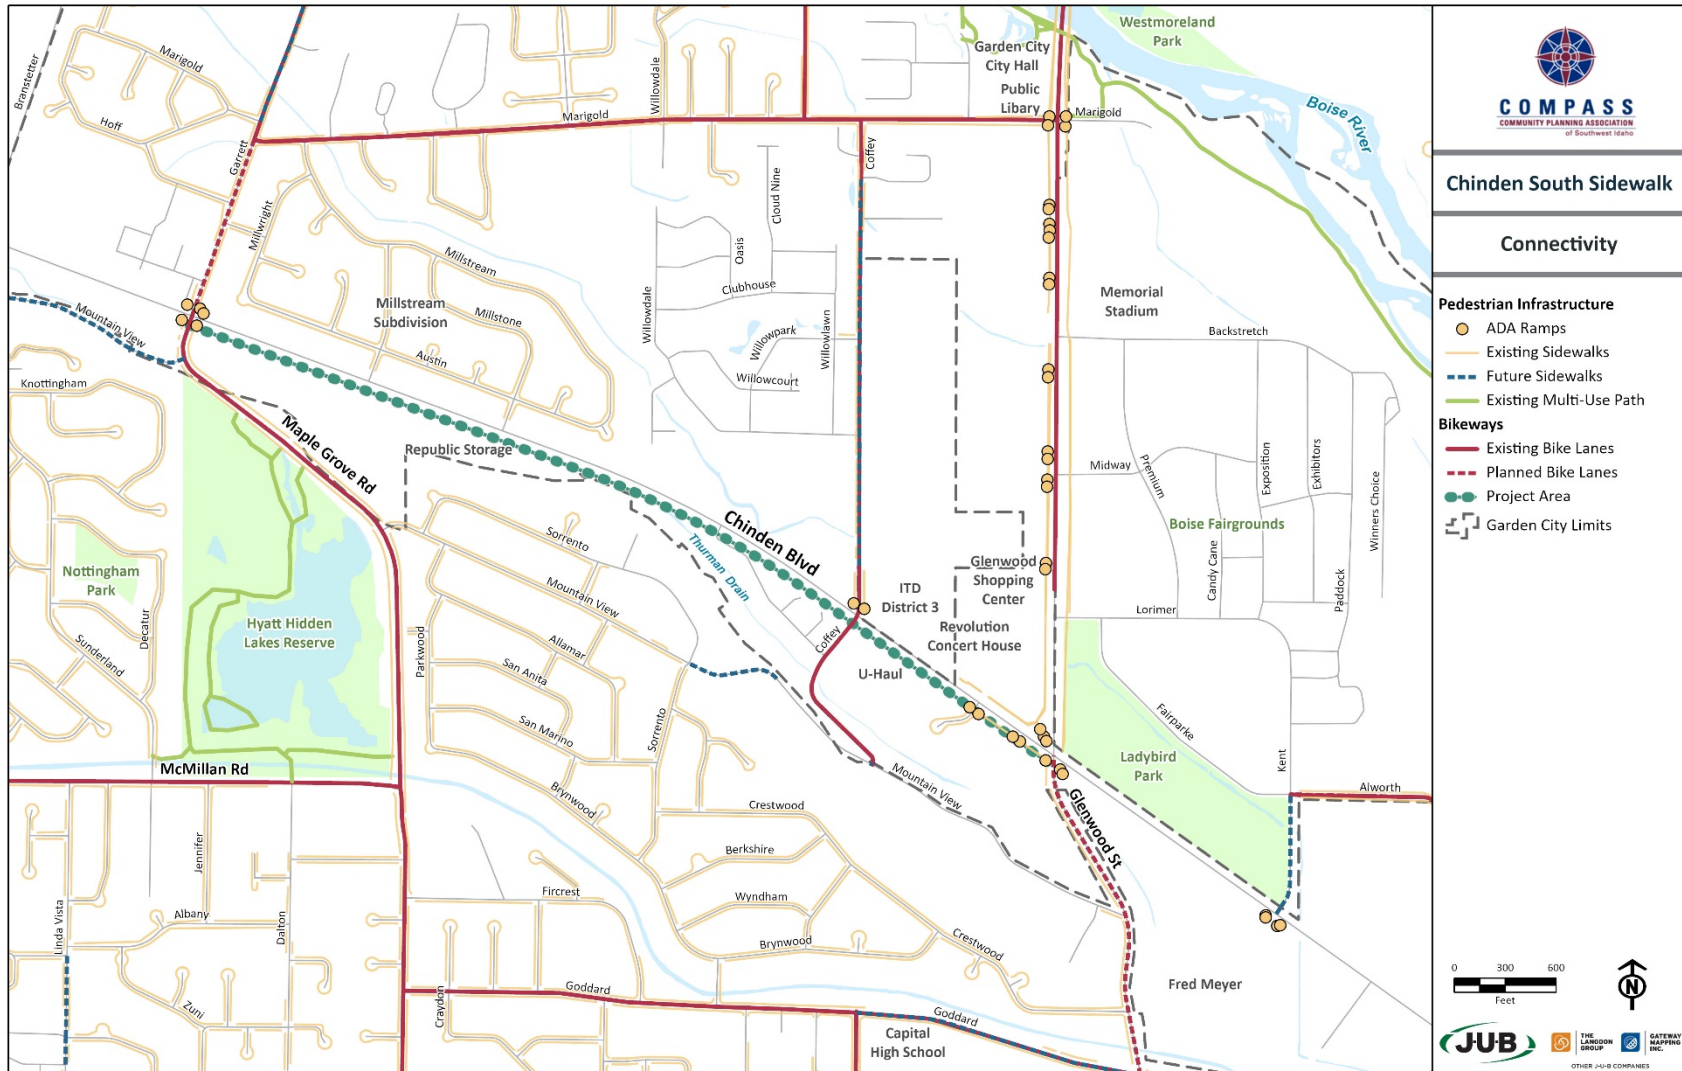 Westmoreland
Park
Garden City
City Hall
Public
Libary
Boise River
Marigold
Branstetter
Hoff
Garrett
Marigold
Willowdale
Coffey
Marigold
Millwright
Millstream
Millstone
Millstream
Subdivision
Austin
Mountain View
Cloud Nine
Oasis
Clubhouse
Willowdale
Willowpark
Willowlawn
Willowcourt
Memorial
Stadium
Backstretch
Knottingham
Maple Grove Rd
Republic Storage
Chinden Blvd
Thurman Drain
Midway
Premium
Candy Cane
Exposition
Exhibitors
Winners Choice
Boise Fairgrounds
Paddock
Lorimer
Nottingham
Park
Decatur
Sunderland
Hyatt Hidden
Lakes Reserve
Parkwood
Sorrento
Mountain View
Allamar
San Anita
San Marino
Sorrento
Coffey
ITD
District 3
Glenwood
Shopping
Center
Revolution
Concert House
U-Haul
Fairparke
Kent
Ladybird
Park
Alworth
McMillan Rd
Mountain View
Glenwood St
Brynwood
Crestwood
Berkshire
Wyndham
Brynwood
Crestwood
Fircrest
Jennifer
Albany
Dalton
Linda Vista
Zuni
Craydon
Goddard
Goddard
Capital
High School
Fred Meyer
COMPASS
COMMUNITY PLANNING ASSOCIATION
of Southwest Idaho
Chinden South Sidewalk
Connectivity
Pedestrian Infrastructure
ADA Ramps
Existing Sidewalks
Future Sidewalks
Existing Multi-Use Path
Bikeways
Existing Bike Lanes
Planned Bike Lanes
Project Area
Garden City Limits
0 300 600
Feet
N
J·U·B
THE
LANGDON
GROUP
GATEWAY
MAPPING
INC.
OTHER J-U-B COMPANIES